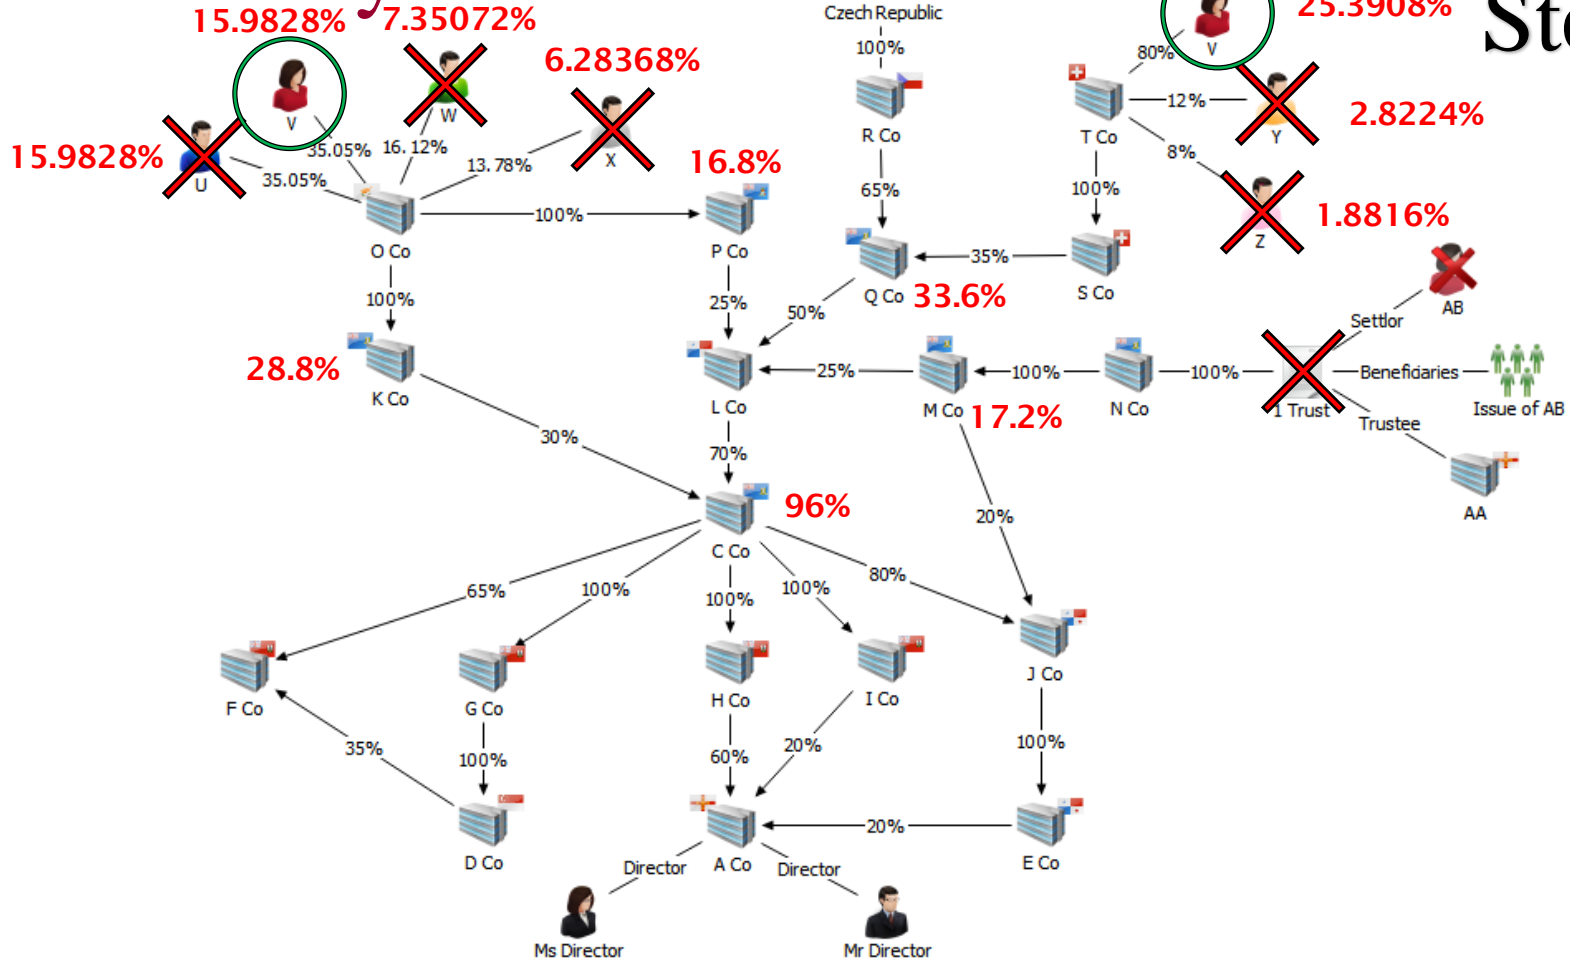 15.9828%
7.35072%
Czech Republic
25.3908%
V
100%
80%
6.28368%
V
W
12%
2.8224%
Y
X
R Co
T Co
35.05%
16.12%
13.78%
8%
15.9828%
U
35.05%
16.8%
65%
100%
100%
Z
1.8816%
O Co
P Co
35%
Q Co
33.6%
S Co
100%
25%
50%
AB
Settlor
28.8%
K Co
25%
100%
100%
Beneficiaries
L Co
M Co
17.2%
N Co
1 Trust
Issue of AB
Trustee
30%
70%
96%
AA
20%
C Co
80%
65%
100%
100%
100%
F Co
G Co
H Co
I Co
J Co
35%
100%
60%
20%
100%
20%
D Co
Director
A Co
Director
E Co
Ms Director
Mr Director